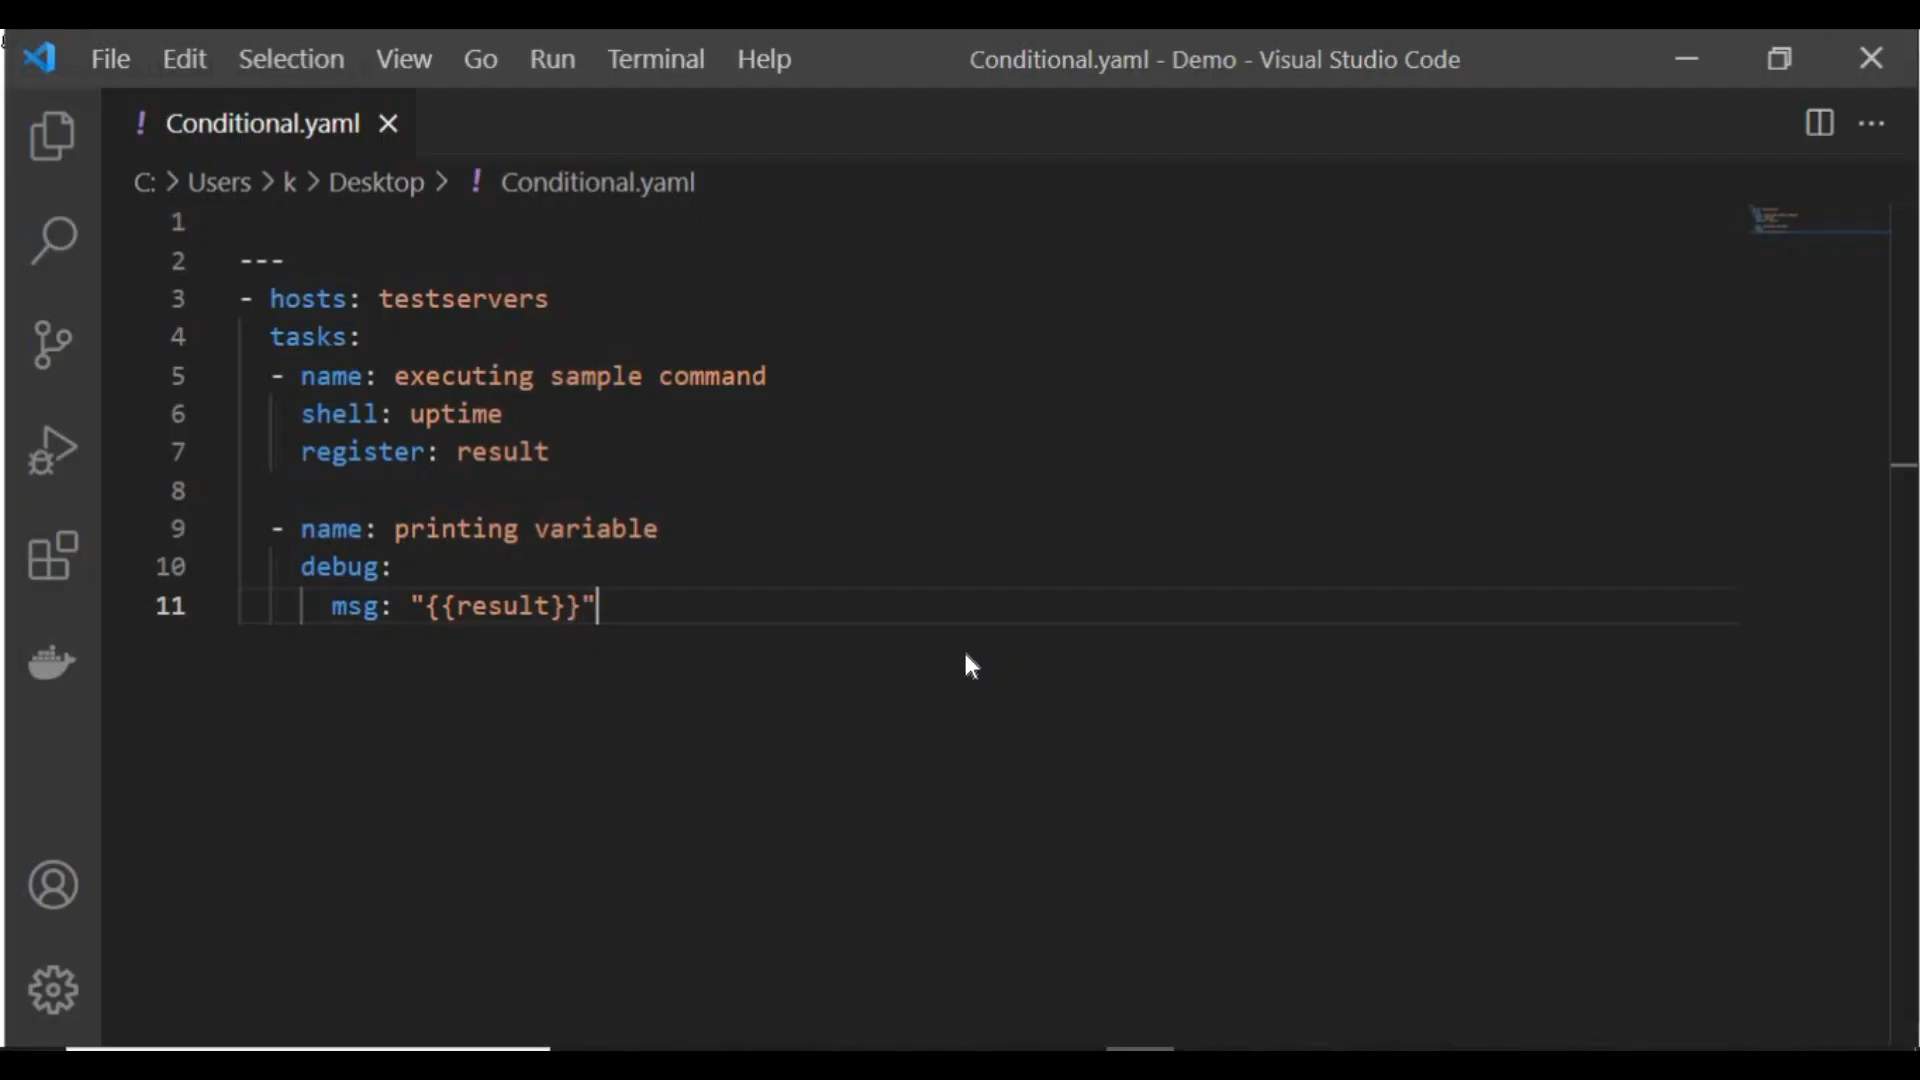 File Edit Selection View Go Run Terminal Help Conditional.yaml - Demo - Visual Studio Code
! Conditional.yaml
C: > Users > k > Desktop > ! Conditional.yaml
1
2 ---
3 - hosts: testservers
4 tasks:
5 - name: executing sample command
6 shell: uptime
7 register: result
8
9 - name: printing variable
10 debug:
11 msg: "{{result}}"